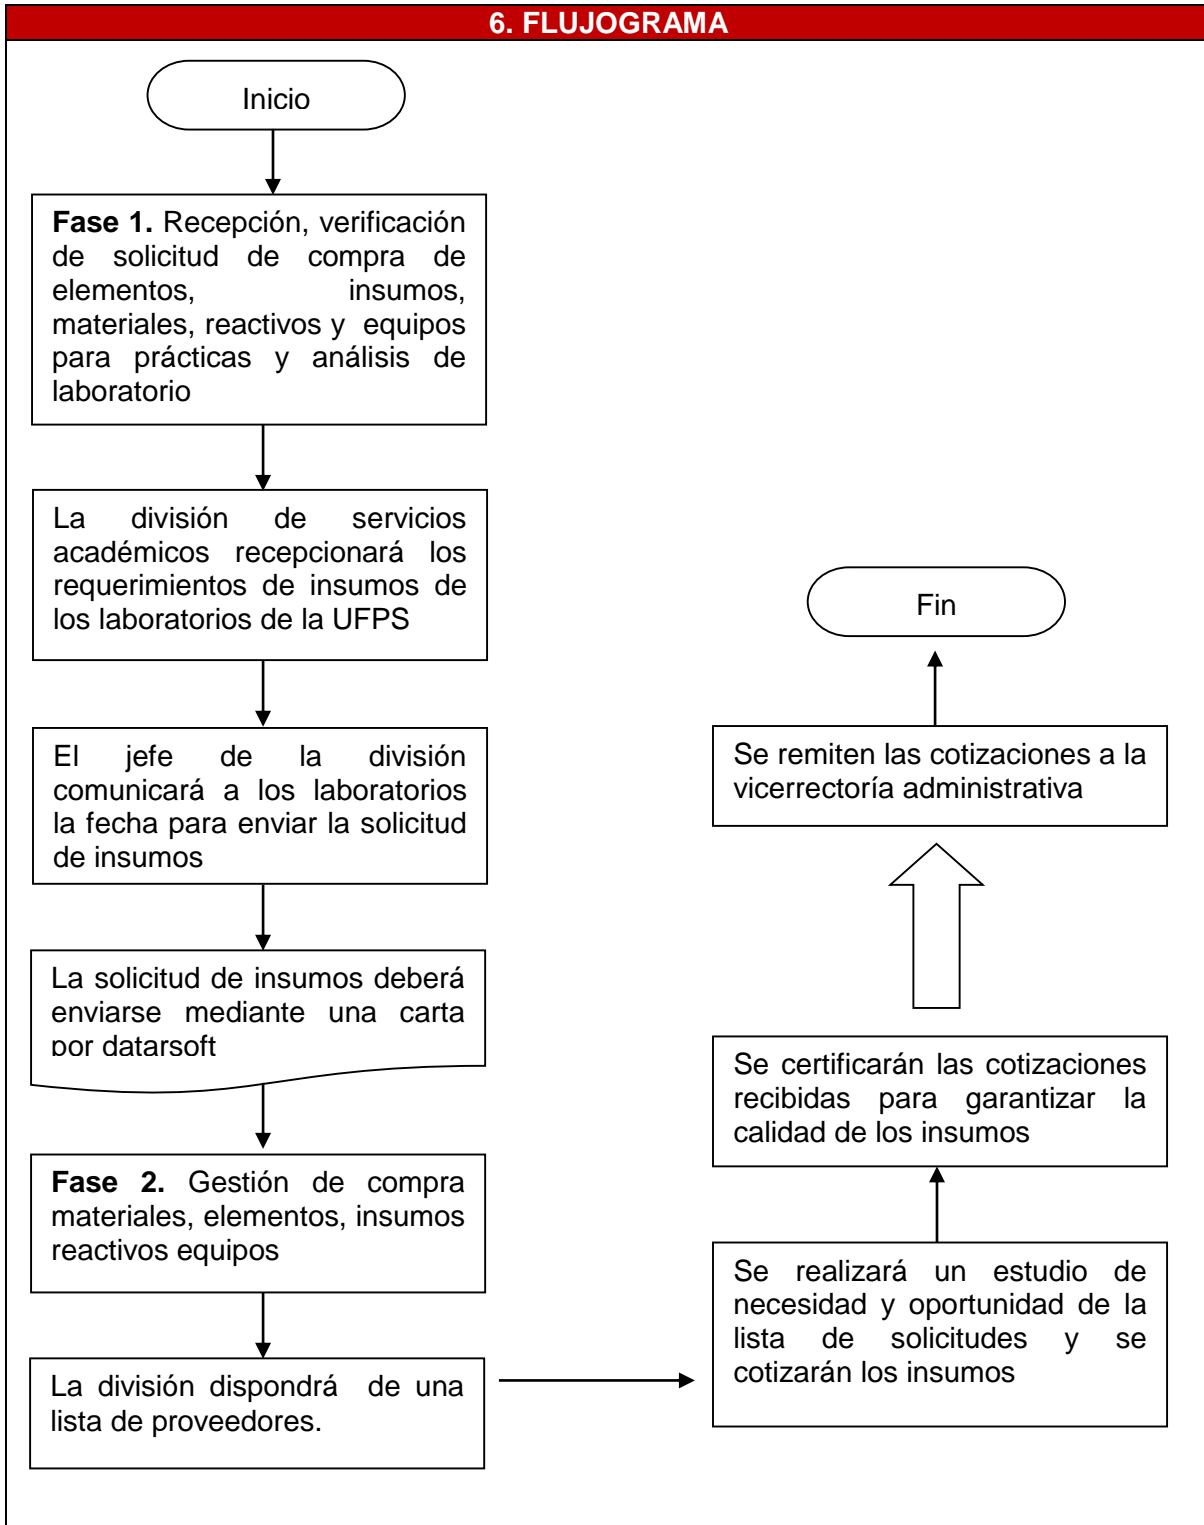 6. FLUJOGRAMA
Inicio
Fase 1. Recepción, verificación
de solicitud de compra de
elementos, insumos,
materiales, reactivos y equipos
para prácticas y análisis de
laboratorio
La división de servicios
académicos recepcionará los
requerimientos de insumos de
los laboratorios de la UFPS
El jefe de la división
comunicará a los laboratorios
la fecha para enviar la solicitud
de insumos
La solicitud de insumos deberá
enviarse mediante una carta
por datarsoft
Fase 2. Gestión de compra
materiales, elementos, insumos
reactivos equipos
La división dispondrá de una
lista de proveedores.
Se realizará un estudio de
necesidad y oportunidad de la
lista de solicitudes y se
cotizarán los insumos
Se certificarán las cotizaciones
recibidas para garantizar la
calidad de los insumos
Se remiten las cotizaciones a la
vicerrectoría administrativa
Fin